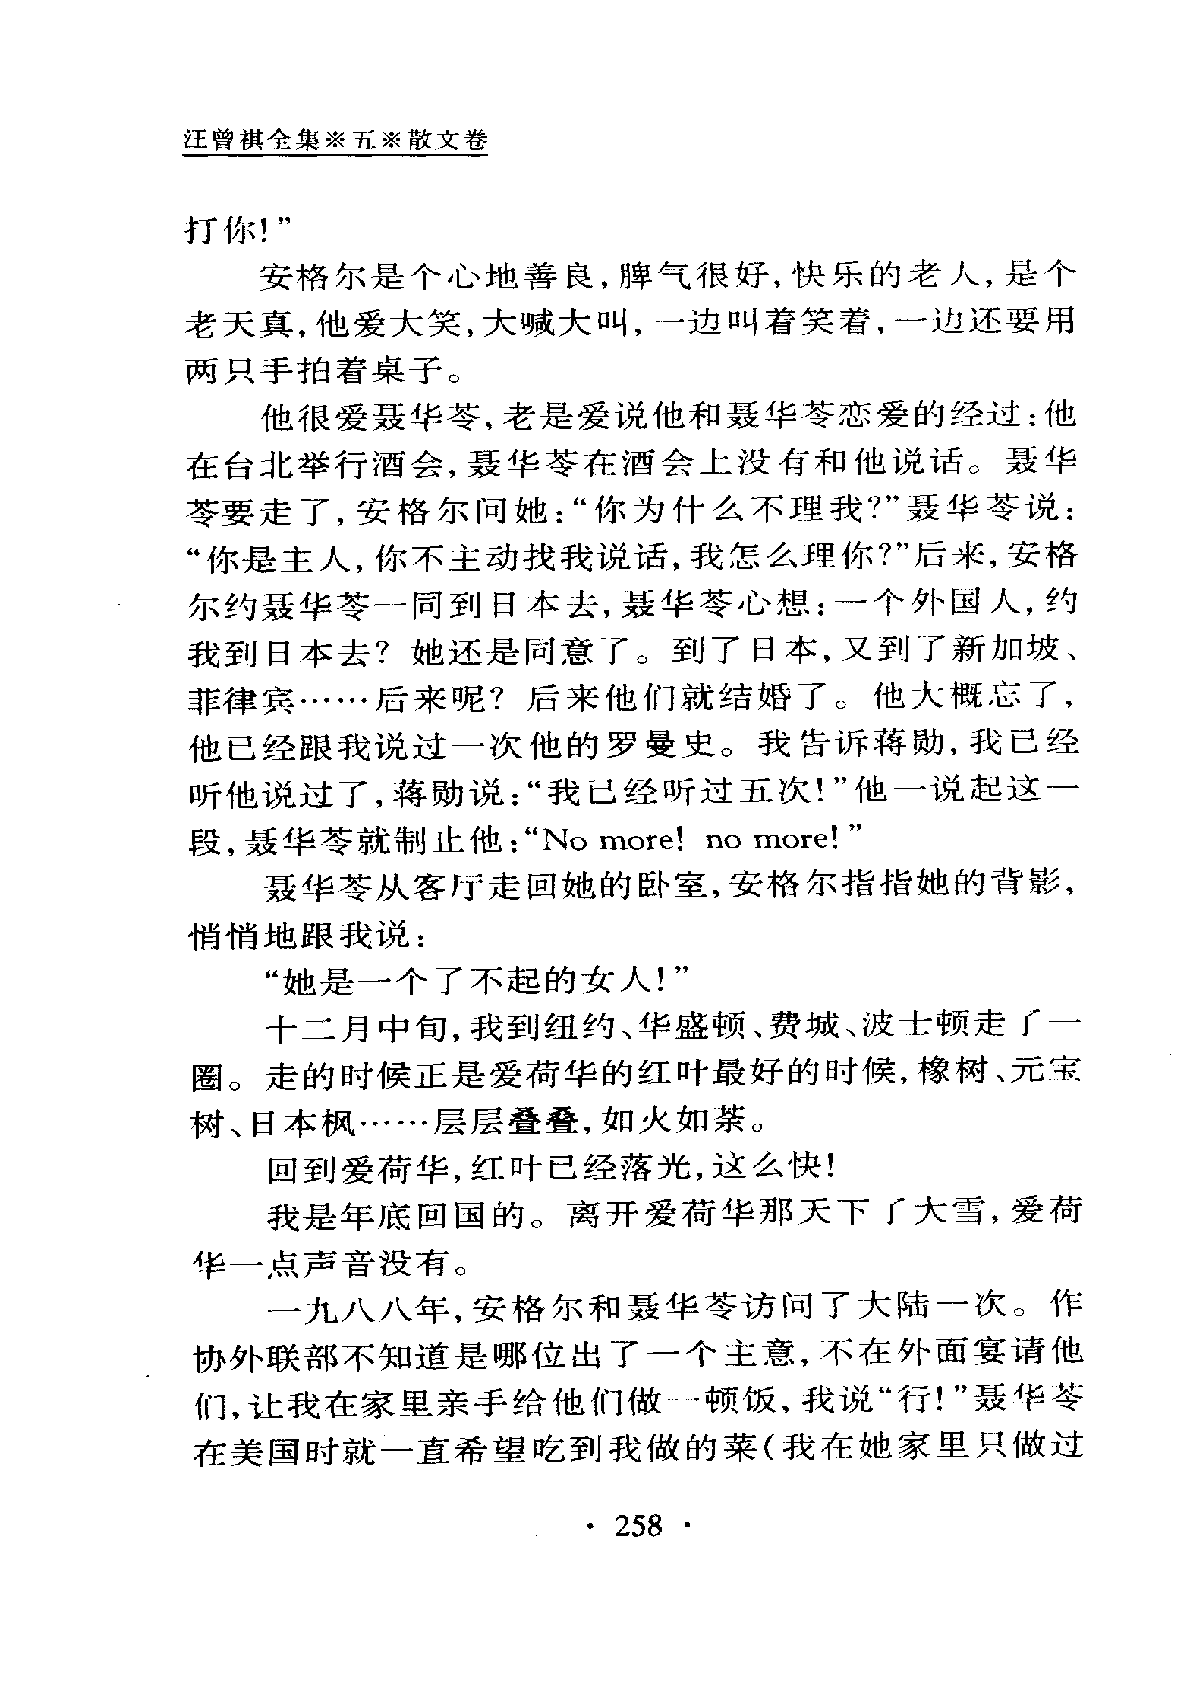 汪曾祺全集※五※散文卷
打你!”
安格尔是个心地善良,脾气很好,快乐的老人,是个
老天真,他爱大笑,大喊大叫,一边叫着笑着,一边还要用
两只手拍着桌子。
他很爱聂华苓,老是爱说他和聂华苓恋爱的经过:他
在台北举行酒会,聂华苓在酒会上没有和他说话。聂华
苓要走了,安格尔问她:“你为什么不理我?”聂华苓说:
“你是主人,你不主动找我说话,我怎么理你?”后来,安格
尔约聂华苓一同到日本去,聂华苓心想:一个外国人,约
我到日本去?她还是同意了。到了日本,又到了新加坡、
菲律宾……后来呢?后来他们就结婚了。他大概忘了,
他已经跟我说过一次他的罗曼史。我告诉蒋勋,我已经
听他说过了,蒋勋说:“我已经听过五次!”他一说起这一
段,聂华苓就制止他:“No more! no more!”
聂华苓从客厅走回她的卧室,安格尔指指她的背影,
悄悄地跟我说:
“她是一个了不起的女人!”
十二月中旬,我到纽约、华盛顿、费城、波士顿走了一
圈。走的时候正是爱荷华的红叶最好的时候,橡树、元宝
树、日本枫……层层叠叠,如火如荼。
回到爱荷华,红叶已经落光,这么快!
我是年底回国的。离开爱荷华那天下了大雪,爱荷
华一点声音没有。
一九八八年,安格尔和聂华苓访问了大陆一次。作
协外联部不知道是哪位出了一个主意,不在外面宴请他
们,让我在家里亲手给他们做一顿饭,我说“行!”聂华苓
在美国时就一直希望吃到我做的菜(我在她家里只做过
· 258 ·